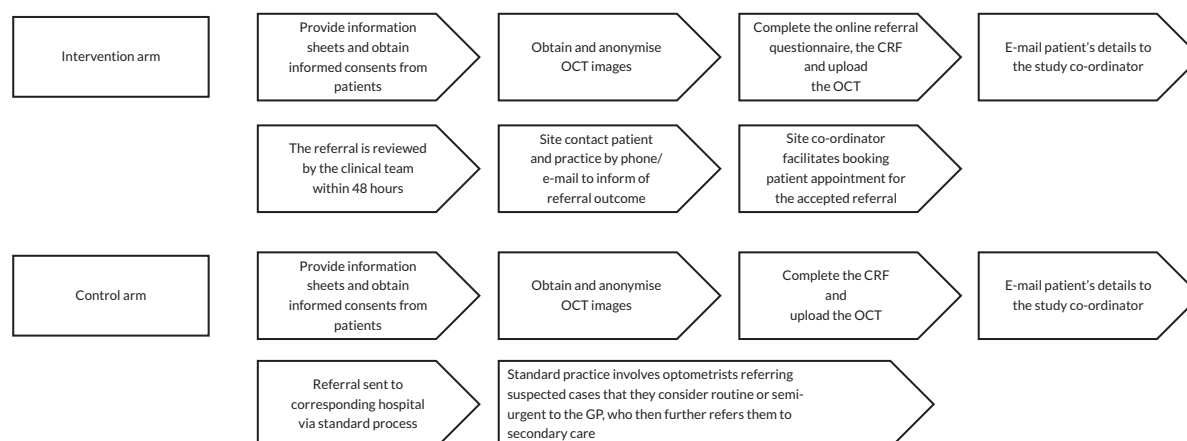 Intervention arm
Provide information
sheets and obtain
informed consents from
patients
Obtain and anonymise
OCT images
Complete the online referral
questionnaire, the CRF
and upload
the OCT
E-mail patient's details to
the study co-ordinator
The referral is reviewed
by the clinical team
within 48 hours
Site contact patient
and practice by phone/
e-mail to inform of
referral outcome
Site co-ordinator
facilitates booking
patient appointment for
the accepted referral
Control arm
Provide information
sheets and obtain
informed consents from
patients
Obtain and anonymise
OCT images
Complete the CRF
and
upload the OCT
E-mail patient's details to
the study co-ordinator
Referral sent to
corresponding hospital
via standard process
Standard practice involves optometrists referring
suspected cases that they consider routine or semi-
urgent to the GP, who then further refers them to
secondary care